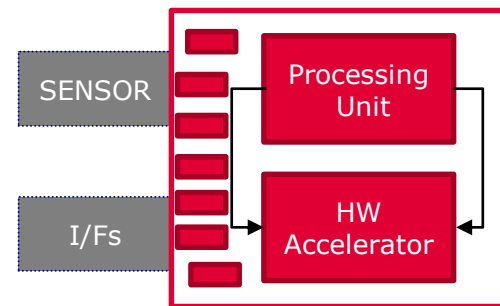 SENSOR
Processing
Unit
I/Fs
HW
Accelerator